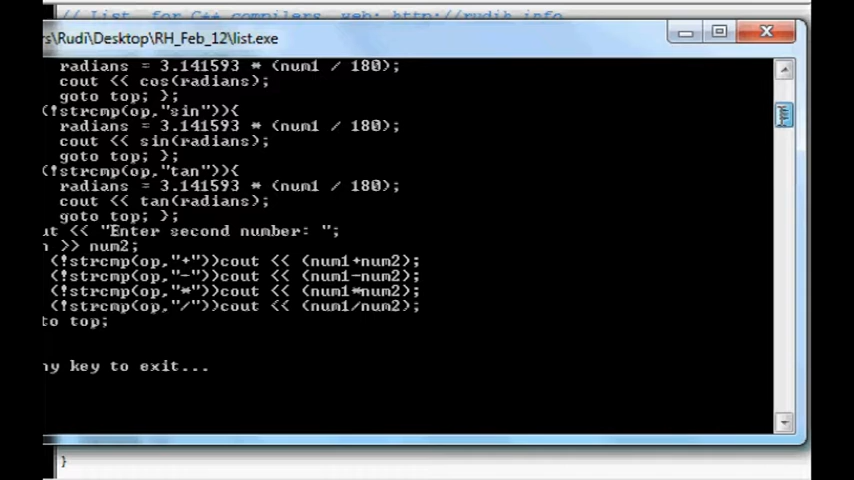 // List for C++ compilers web: http://rudih.info
s\Rudi\Desktop\RH_Feb_12\list.exe
radians = 3.141593 * (num1 / 180);
cout << cos(radians);
goto top; };
(!strcmp(op,"sin")){
radians = 3.141593 * (num1 / 180);
cout << sin(radians);
goto top; };
(!strcmp(op,"tan")){
radians = 3.141593 * (num1 / 180);
cout << tan(radians);
goto top; };
ut << "Enter second number: ";
n >> num2;
(!strcmp(op,"+"))cout << (num1+num2);
(!strcmp(op,"-"))cout << (num1-num2);
(!strcmp(op,"*"))cout << (num1*num2);
(!strcmp(op,"/"))cout << (num1/num2);
to top;
ny key to exit...
}